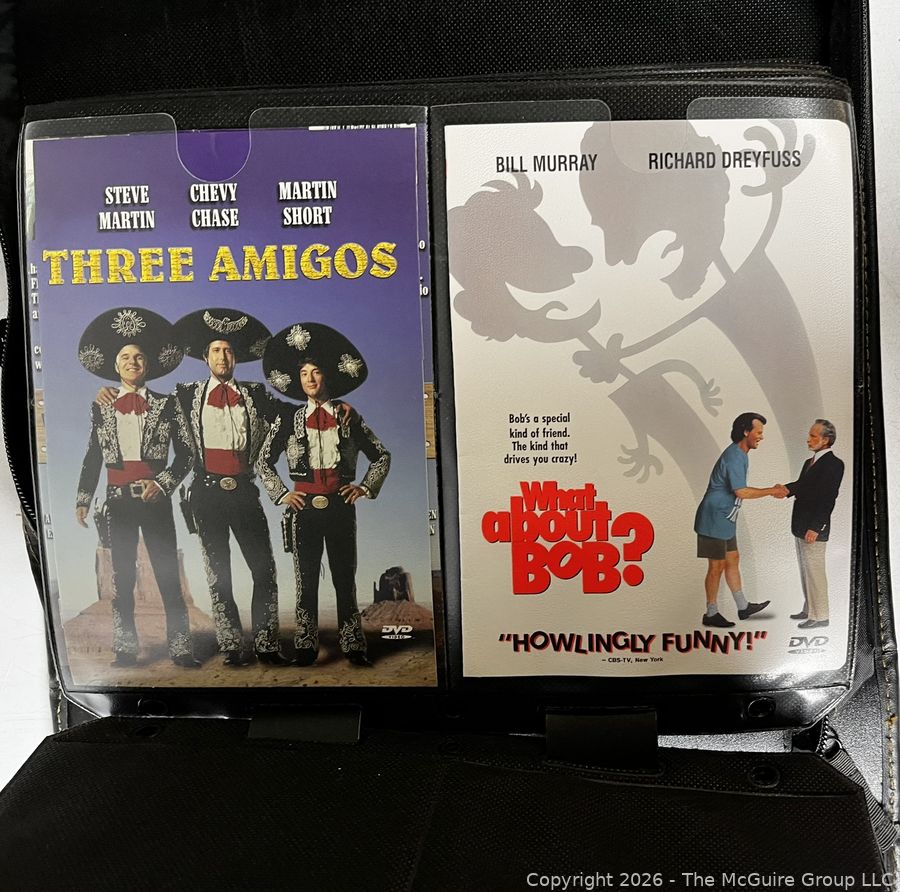 STEVE MARTIN
CHEVY CHASE
MARTIN SHORT
THREE AMIGOS
DVD
VIDEO
BILL MURRAY
RICHARD DREYFUSS
Bob's a special
kind of friend.
The kind that
drives you crazy!
What
about
BOB?
"HOWLINGLY FUNNY!"
– CBS-TV, New York
DVD
VIDEO
Copyright 2026 - The McGuire Group LLC